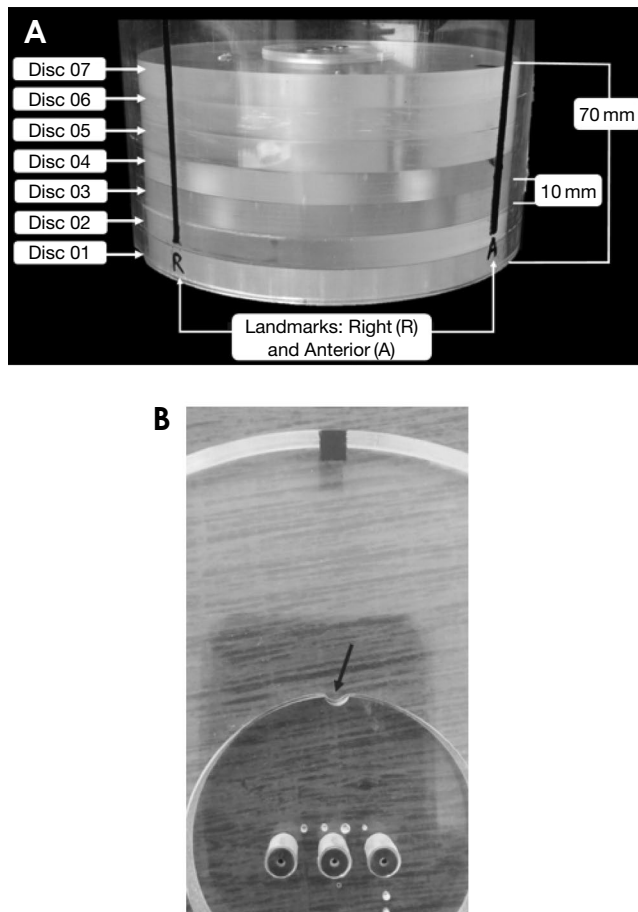 A
Disc 07
Disc 06
Disc 05
Disc 04
Disc 03
Disc 02
Disc 01
70 mm
10 mm
R
A
Landmarks: Right (R)
and Anterior (A)
B